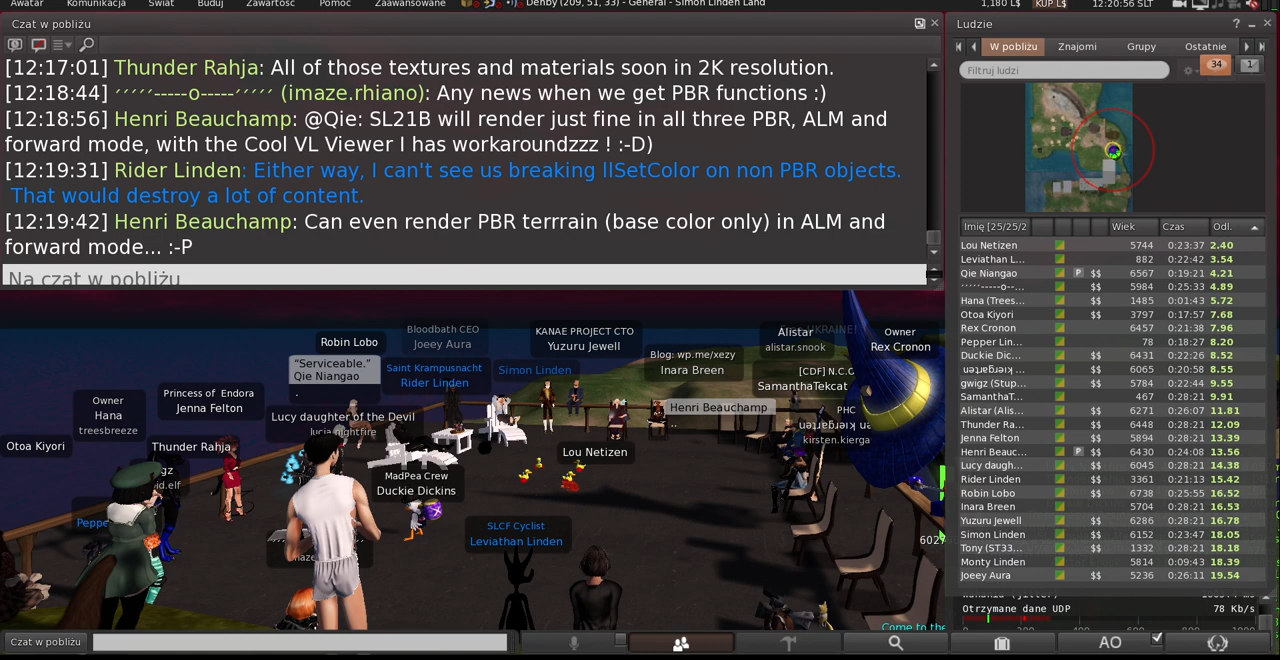 Awatar Komunikacja Świat Buduj Zawartość Pomoc Zaawansowane Denby (209, 51, 33) - General - Simon Linden Land 1,180 L$ KUP L$ 12:20:56 SLT
Czat w pobliżu
[12:17:01] Thunder Rahja: All of those textures and materials soon in 2K resolution.
[12:18:44] ′′′′′-----o-----′′′′′ (imaze.rhiano): Any news when we get PBR functions :)
[12:18:56] Henri Beauchamp: @Qie: SL21B will render just fine in all three PBR, ALM and
forward mode, with the Cool VL Viewer I has workaroundzzz ! :-D)
[12:19:31] Rider Linden: Either way, I can't see us breaking llSetColor on non PBR objects.
That would destroy a lot of content.
[12:19:42] Henri Beauchamp: Can even render PBR terrrain (base color only) in ALM and
forward mode... :-P
Na czat w pobliżu
Bloodbath CEO
Joeey Aura
Robin Lobo
KANAE PROJECT CTO
Yuzuru Jewell
Alistar
alistar.snook
UKRAINE!
Owner
Rex Cronon
"Serviceable."
Qie Niangao
.
Saint Krampusnacht
Rider Linden
Simon Linden
Blog: wp.me/xezy
Inara Breen
[CDF] N.C.O
SamanthaTekcat
Princess of Endora
Jenna Felton
Owner
Hana
treesbreeze
Lucy daughter of the Devil
lucia.nightfire
Henri Beauchamp
..
PHC
kirsten.kierga
Otoa Kiyori
Thunder Rahja
Lou Netizen
gz
id.elf
MadPea Crew
Duckie Dickins
Peppe
SLCF Cyclist
Leviathan Linden
6027
Come to the
Czat w pobliżu
AO
Ludzie
? _ ×
W pobliżu Znajomi Grupy Ostatnie
Filtruj ludzi 34 1
Imię [25/25/2 Wiek Czas Odl.
Lou Netizen 5744 0:23:37 2.40
Leviathan L... 882 0:22:42 3.54
Qie Niangao P $$ 6567 0:19:21 4.21
′′′′′-----o--... $$ 5984 0:25:33 4.89
Hana (Trees... $$ 1485 0:01:43 5.72
Otoa Kiyori $$ 3797 0:17:57 7.68
Rex Cronon 6457 0:21:38 7.96
Pepper Lin... 78 0:18:27 8.20
Duckie Dic... $$ 6431 0:22:26 8.52
$$ 6065 0:20:58 8.55
gwigz (Stup... $$ 5784 0:22:44 9.55
SamanthaT... 467 0:28:21 9.91
Alistar (Alis... $$ 6271 0:26:07 11.81
Thunder Ra... $$ 6448 0:28:21 12.09
Jenna Felton $$ 5894 0:28:21 13.39
Henri Beauc... P $$ 6430 0:24:08 13.56
Lucy daugh... $$ 6045 0:28:21 14.38
Rider Linden $$ 3361 0:21:13 15.42
Robin Lobo $$ 6738 0:25:55 16.52
Inara Breen 5704 0:28:21 16.53
Yuzuru Jewell $$ 6286 0:28:21 16.78
Simon Linden $$ 6152 0:23:47 18.05
Tony (ST33... $$ 1332 0:28:21 18.18
Monty Linden 5814 0:09:43 18.39
Joeey Aura $$ 5236 0:26:11 19.54
Otrzymane dane UDP 78 Kb/s